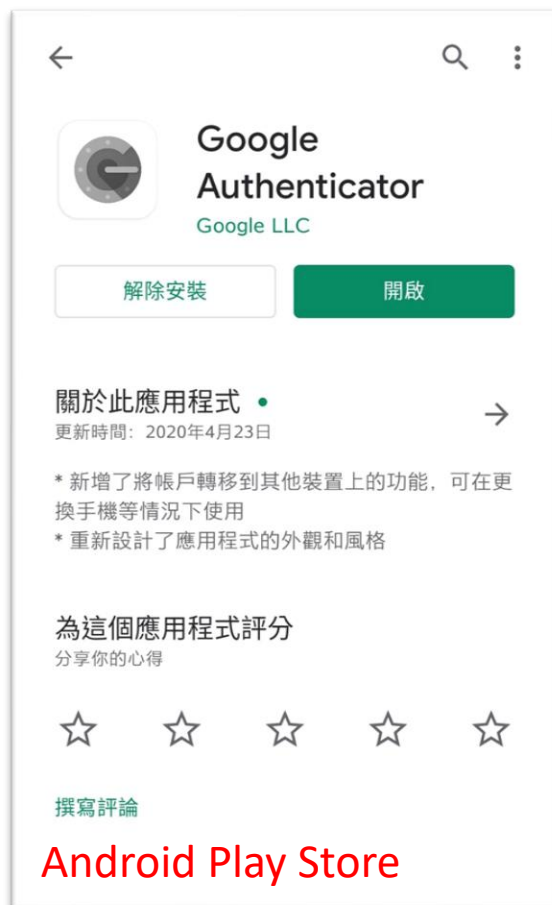 Google
Authenticator
Google LLC
解除安裝
開啟
關於此應用程式
更新時間: 2020年4月23日
* 新增了將帳戶轉移到其他裝置上的功能，可在更
換手機等情況下使用
* 重新設計了應用程式的外觀和風格
為這個應用程式評分
分享你的心得
撰寫評論
Android Play Store